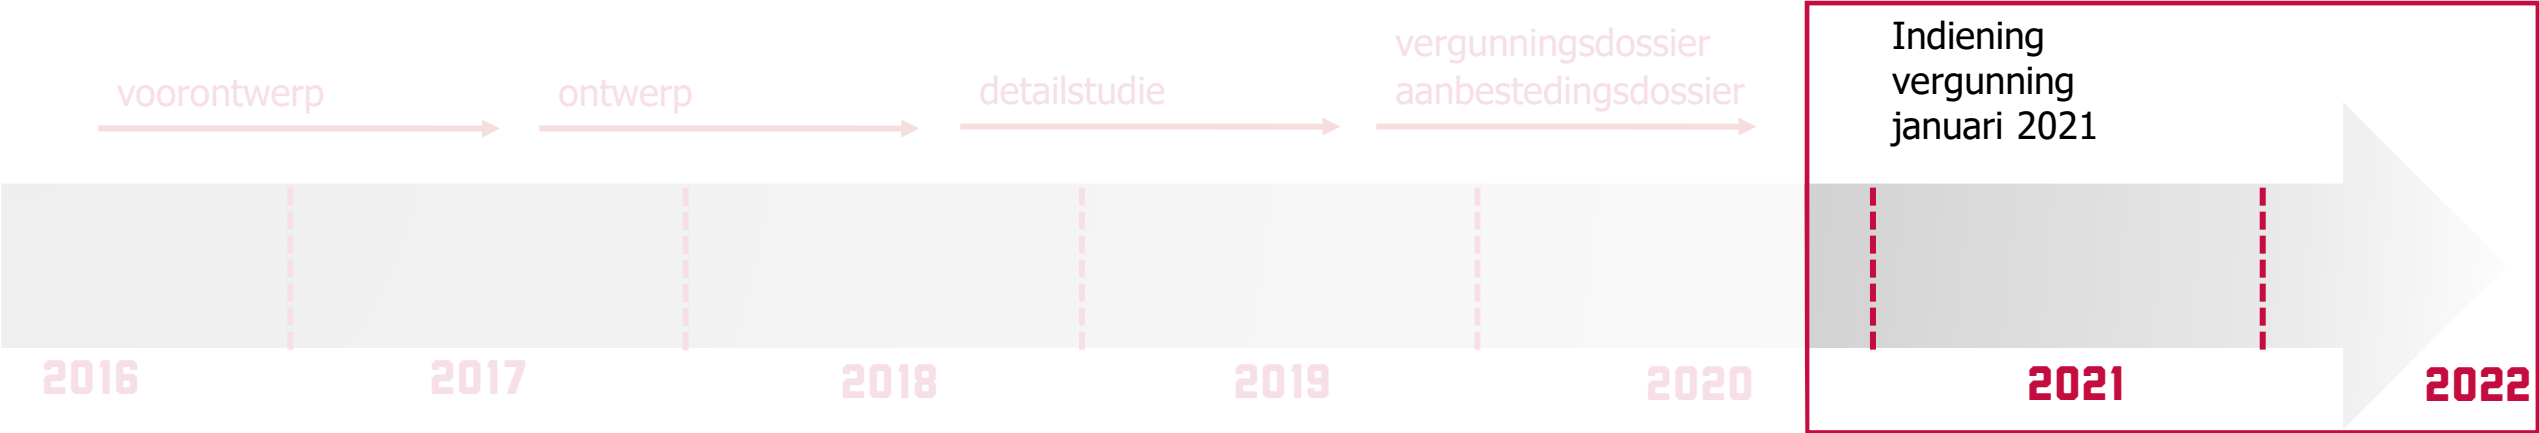 voorontwerp
ontwerp
detailstudie
vergunningsdossier
aanbestedingsdossier
Indiening
vergunning
januari 2021
2016
2017
2018
2019
2020
2021
2022